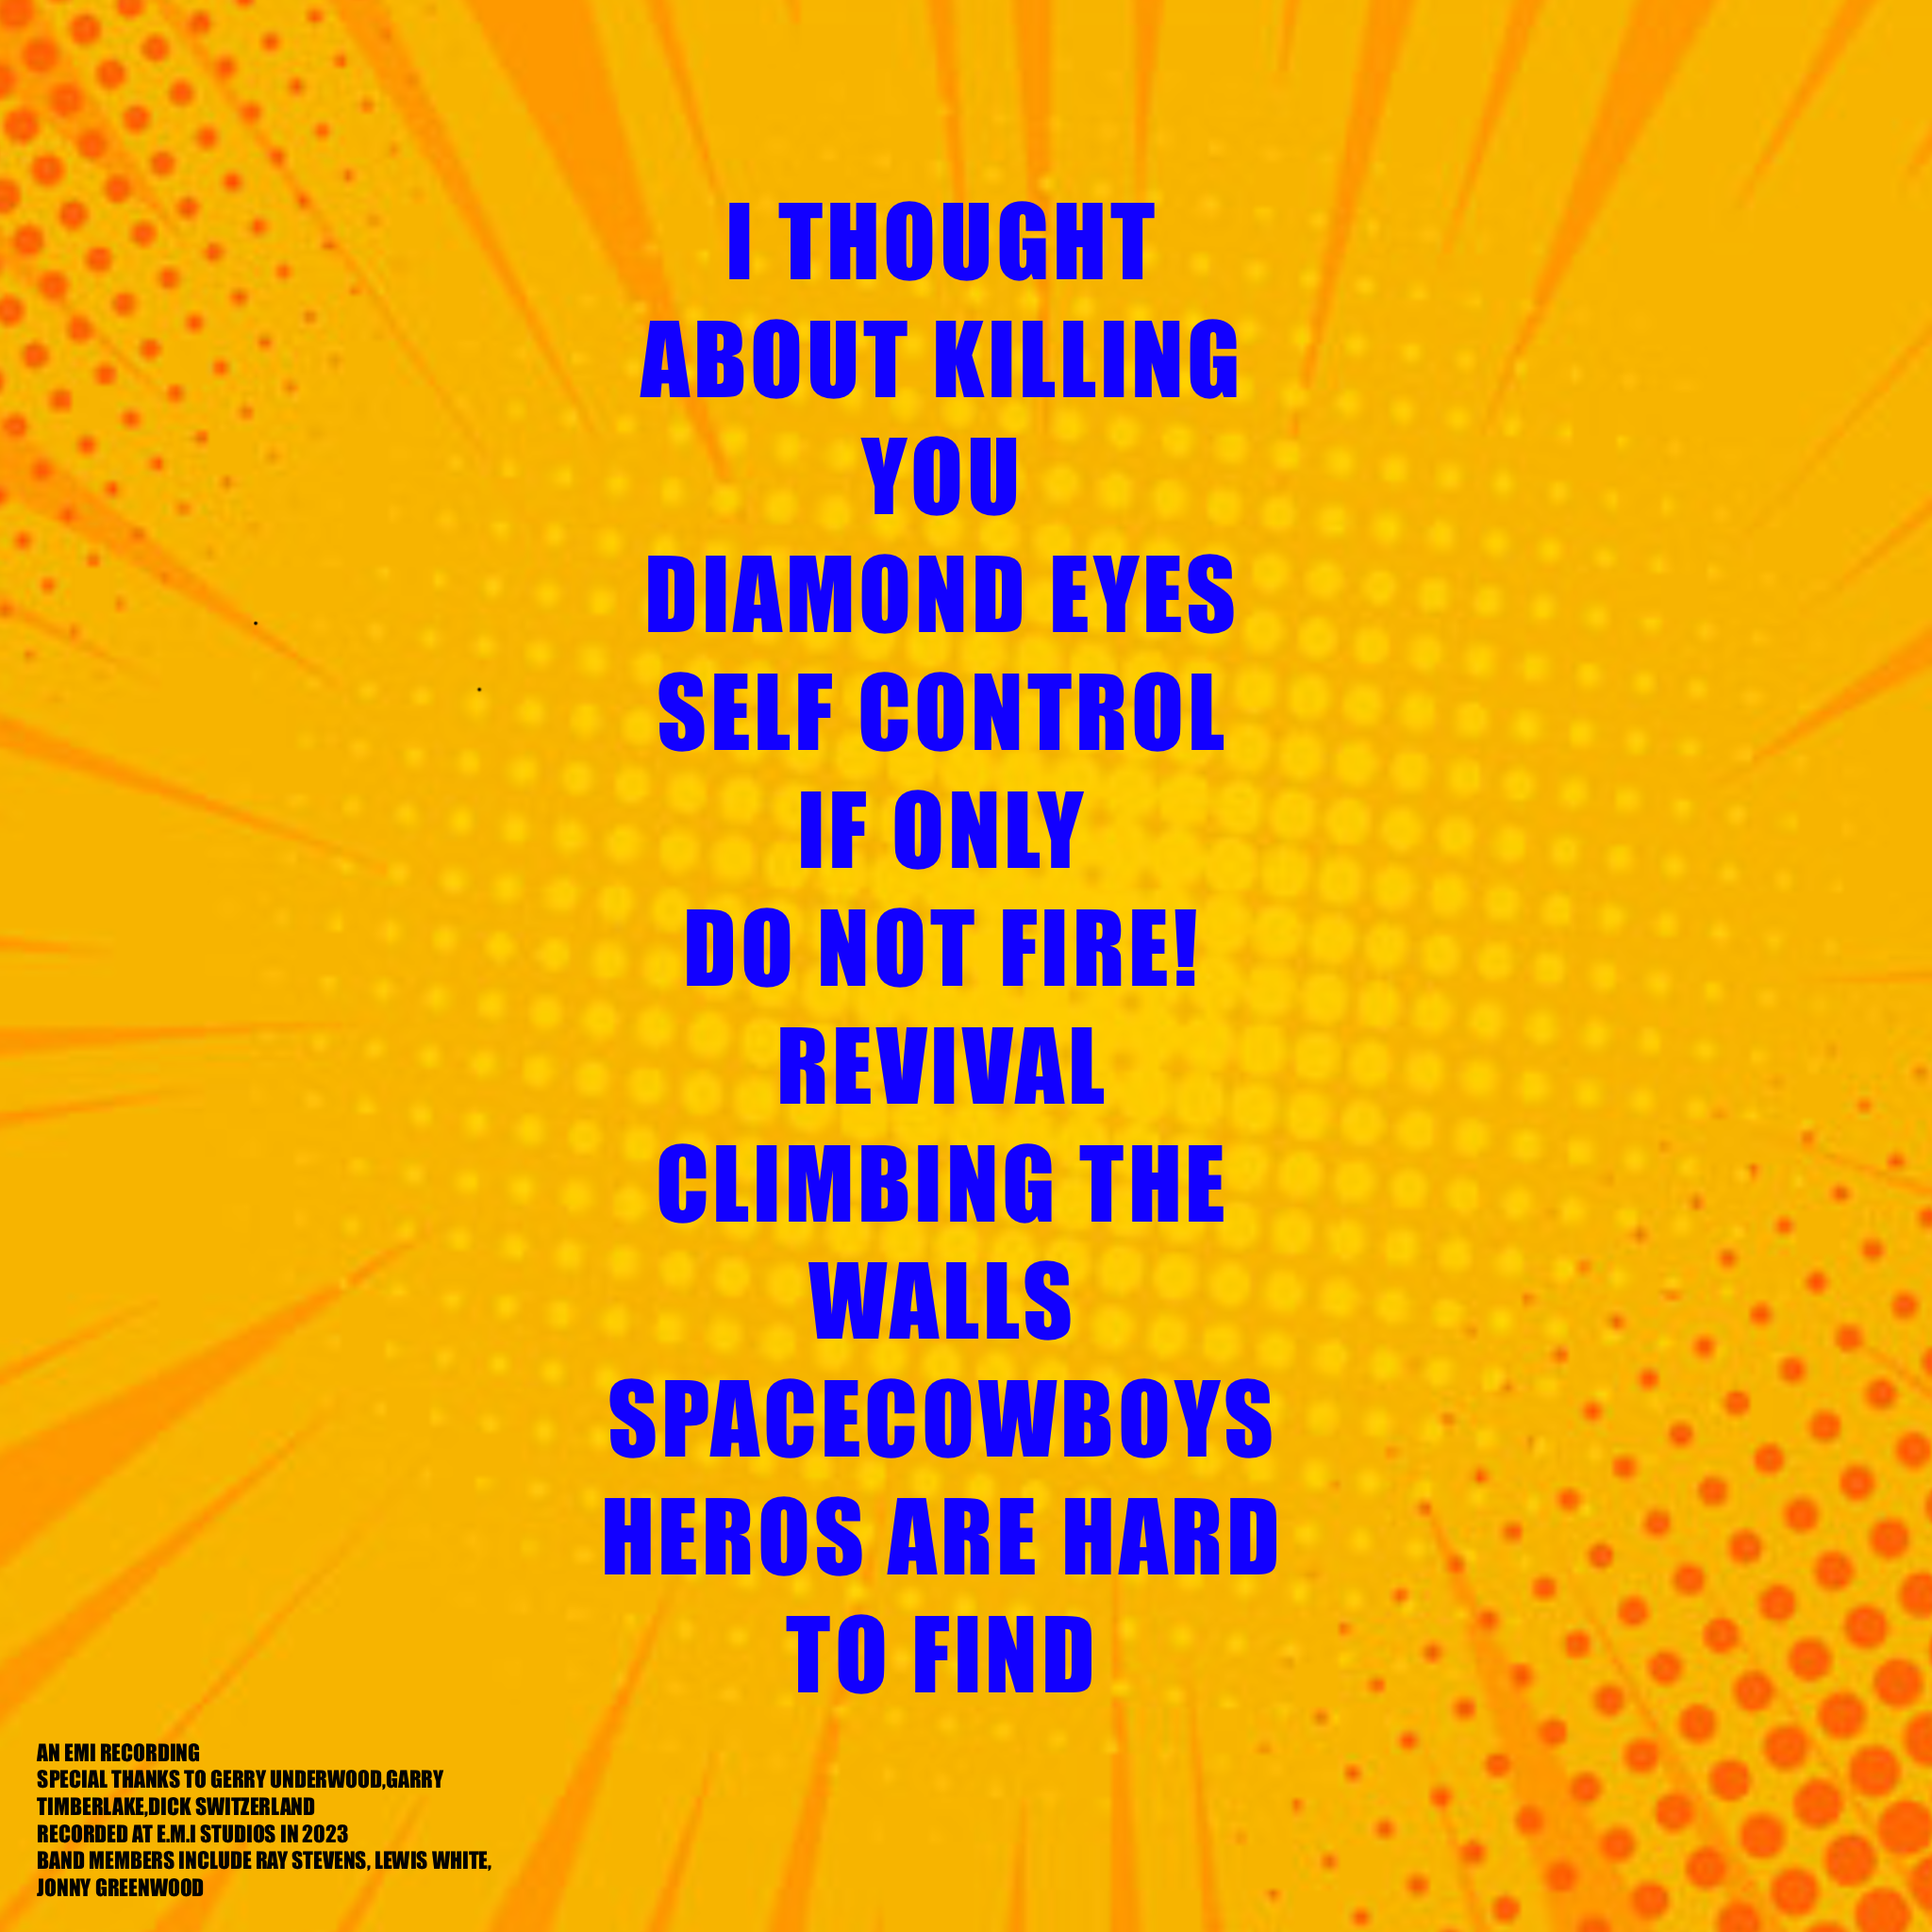 I THOUGHT
ABOUT KILLING
YOU
DIAMOND EYES
SELF CONTROL
IF ONLY
DO NOT FIRE!
REVIVAL
CLIMBING THE
WALLS
SPACECOWBOYS
HEROS ARE HARD
TO FIND
AN EMI RECORDING
SPECIAL THANKS TO GERRY UNDERWOOD,GARRY
TIMBERLAKE,DICK SWITZERLAND
RECORDED AT E.M.I STUDIOS IN 2023
BAND MEMBERS INCLUDE RAY STEVENS, LEWIS WHITE,
JONNY GREENWOOD